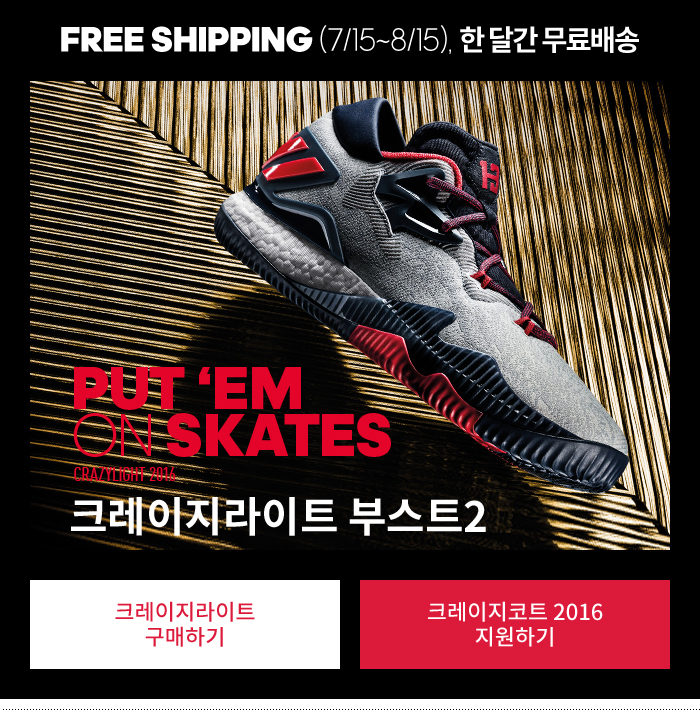 FREE SHIPPING (7/15~8/15), 한 달간 무료배송
PUT ‘EM
ON SKATES
CRAZYLIGHT 2016
크레이지라이트 부스트2
크레이지라이트
구매하기
크레이지코트 2016
지원하기